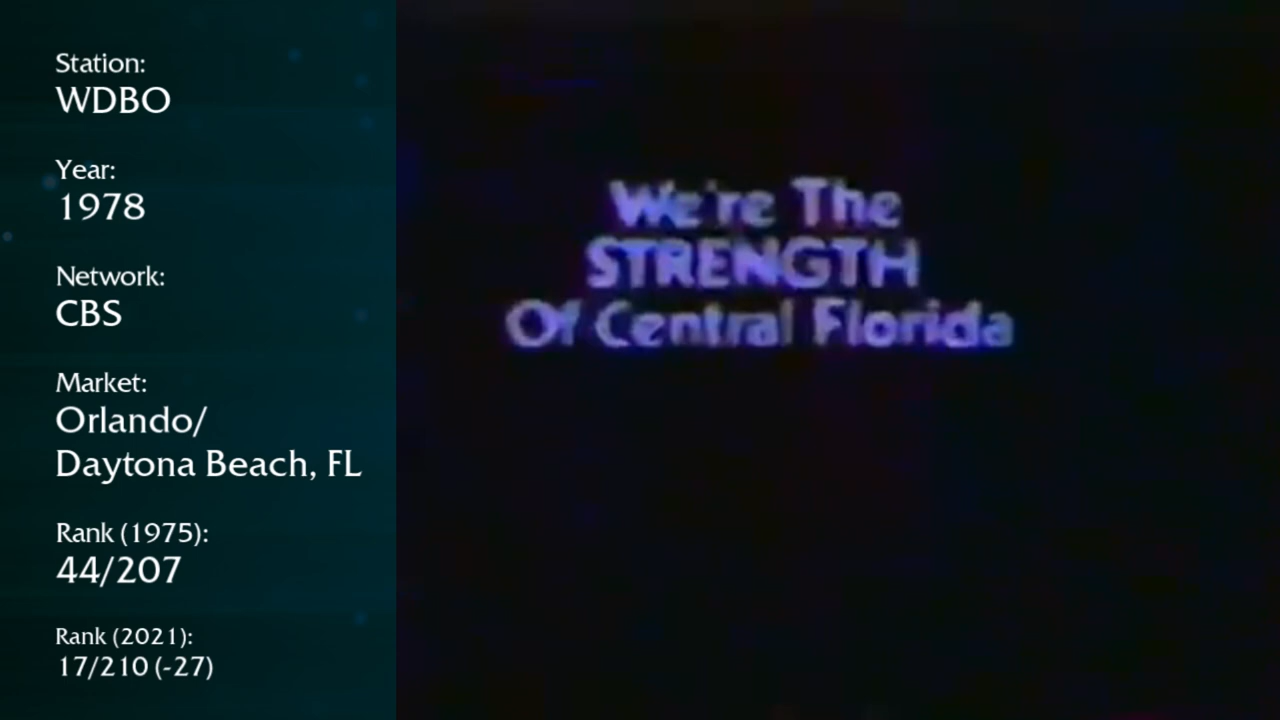 Station:
WDBO
Year:
1978
Network:
CBS
Market:
Orlando/
Daytona Beach, FL
Rank (1975):
44/207
Rank (2021):
17/210 (-27)
We're The
STRENGTH
Of Central Florida